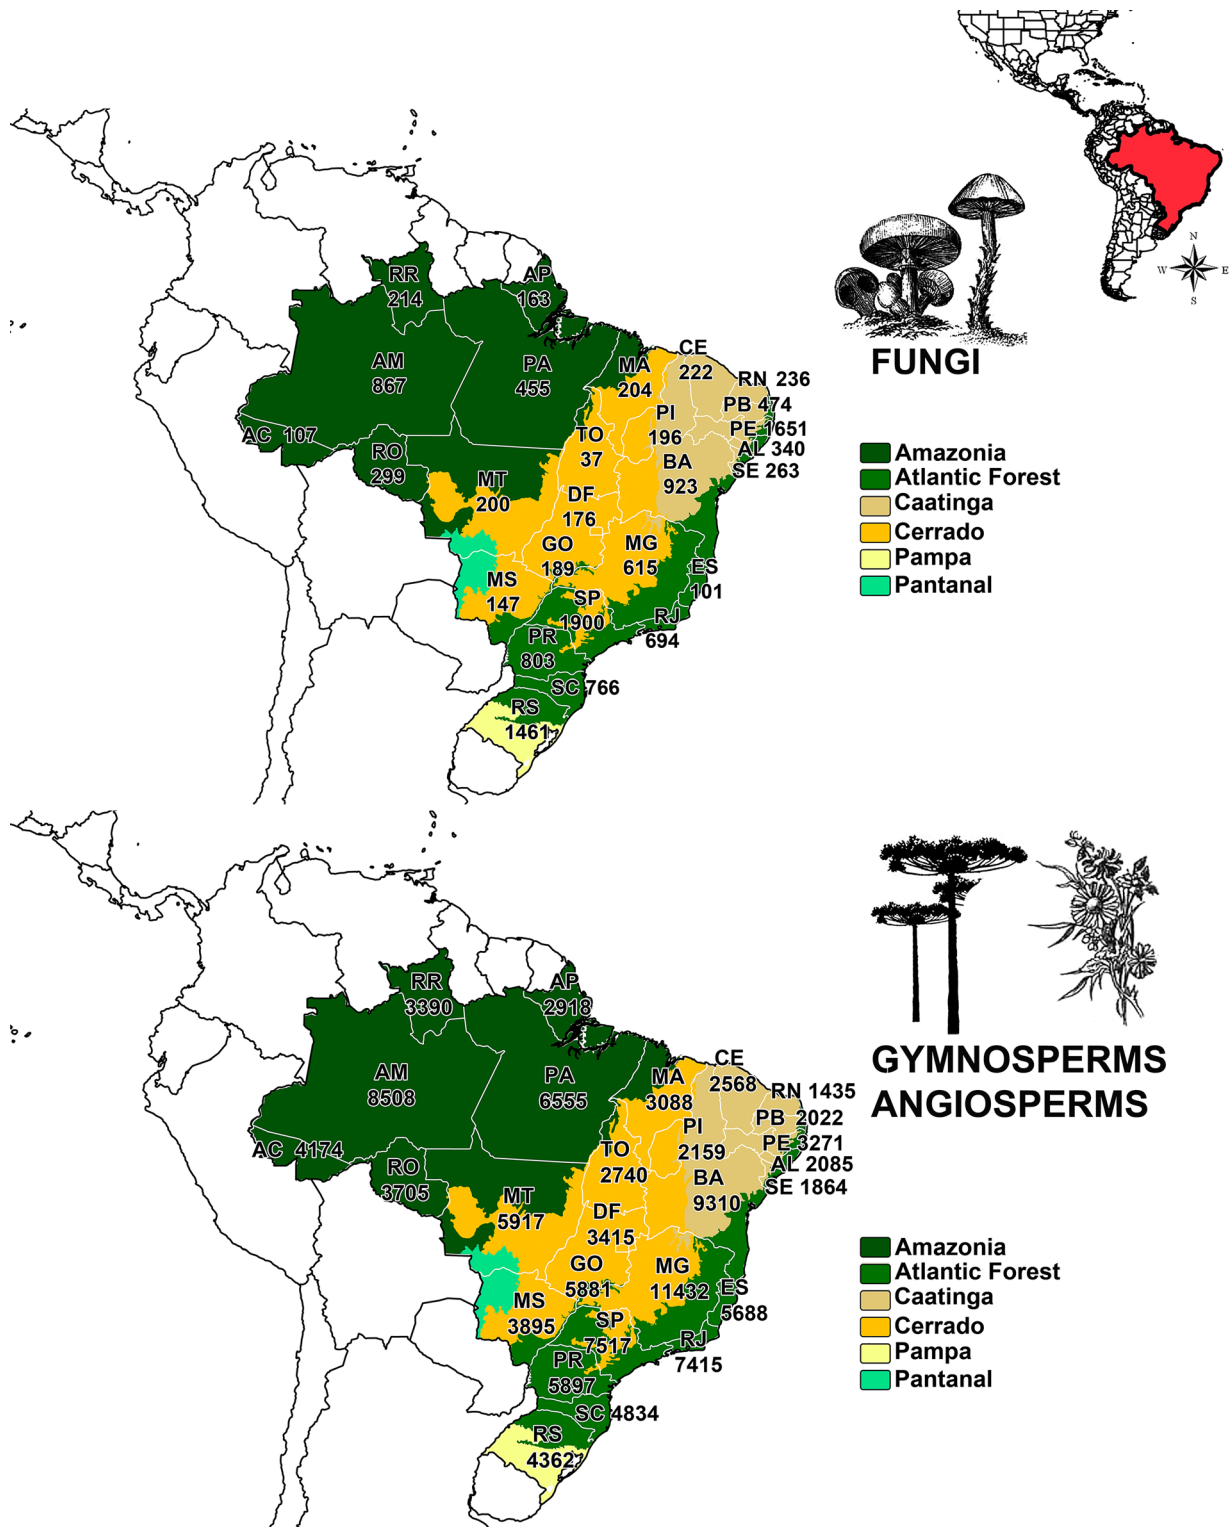 N
W E
S
FUNGI
RR
214
AP
163
AM
867
PA
455
MA
204
CE
222
RN 236
PB 474
PE 1651
AL 340
SE 263
PI
196
AC 107
RO
299
TO
37
BA
923
MT
200
DF
176
GO
189
MG
615
ES
101
MS
147
SP
1900
RJ
694
PR
803
SC 766
RS
1461
Amazonia
Atlantic Forest
Caatinga
Cerrado
Pampa
Pantanal
GYMNOSPERMS
ANGIOSPERMS
RR
3390
AP
2918
AM
8508
PA
6555
MA
3088
CE
2568
RN 1435
PB 2022
PE 3271
AL 2085
SE 1864
PI
2159
AC 4174
RO
3705
TO
2740
BA
9310
MT
5917
DF
3415
GO
5881
MG
11432
ES
5688
MS
3895
SP
7517
RJ
7415
PR
5897
SC 4834
RS
4362
Amazonia
Atlantic Forest
Caatinga
Cerrado
Pampa
Pantanal